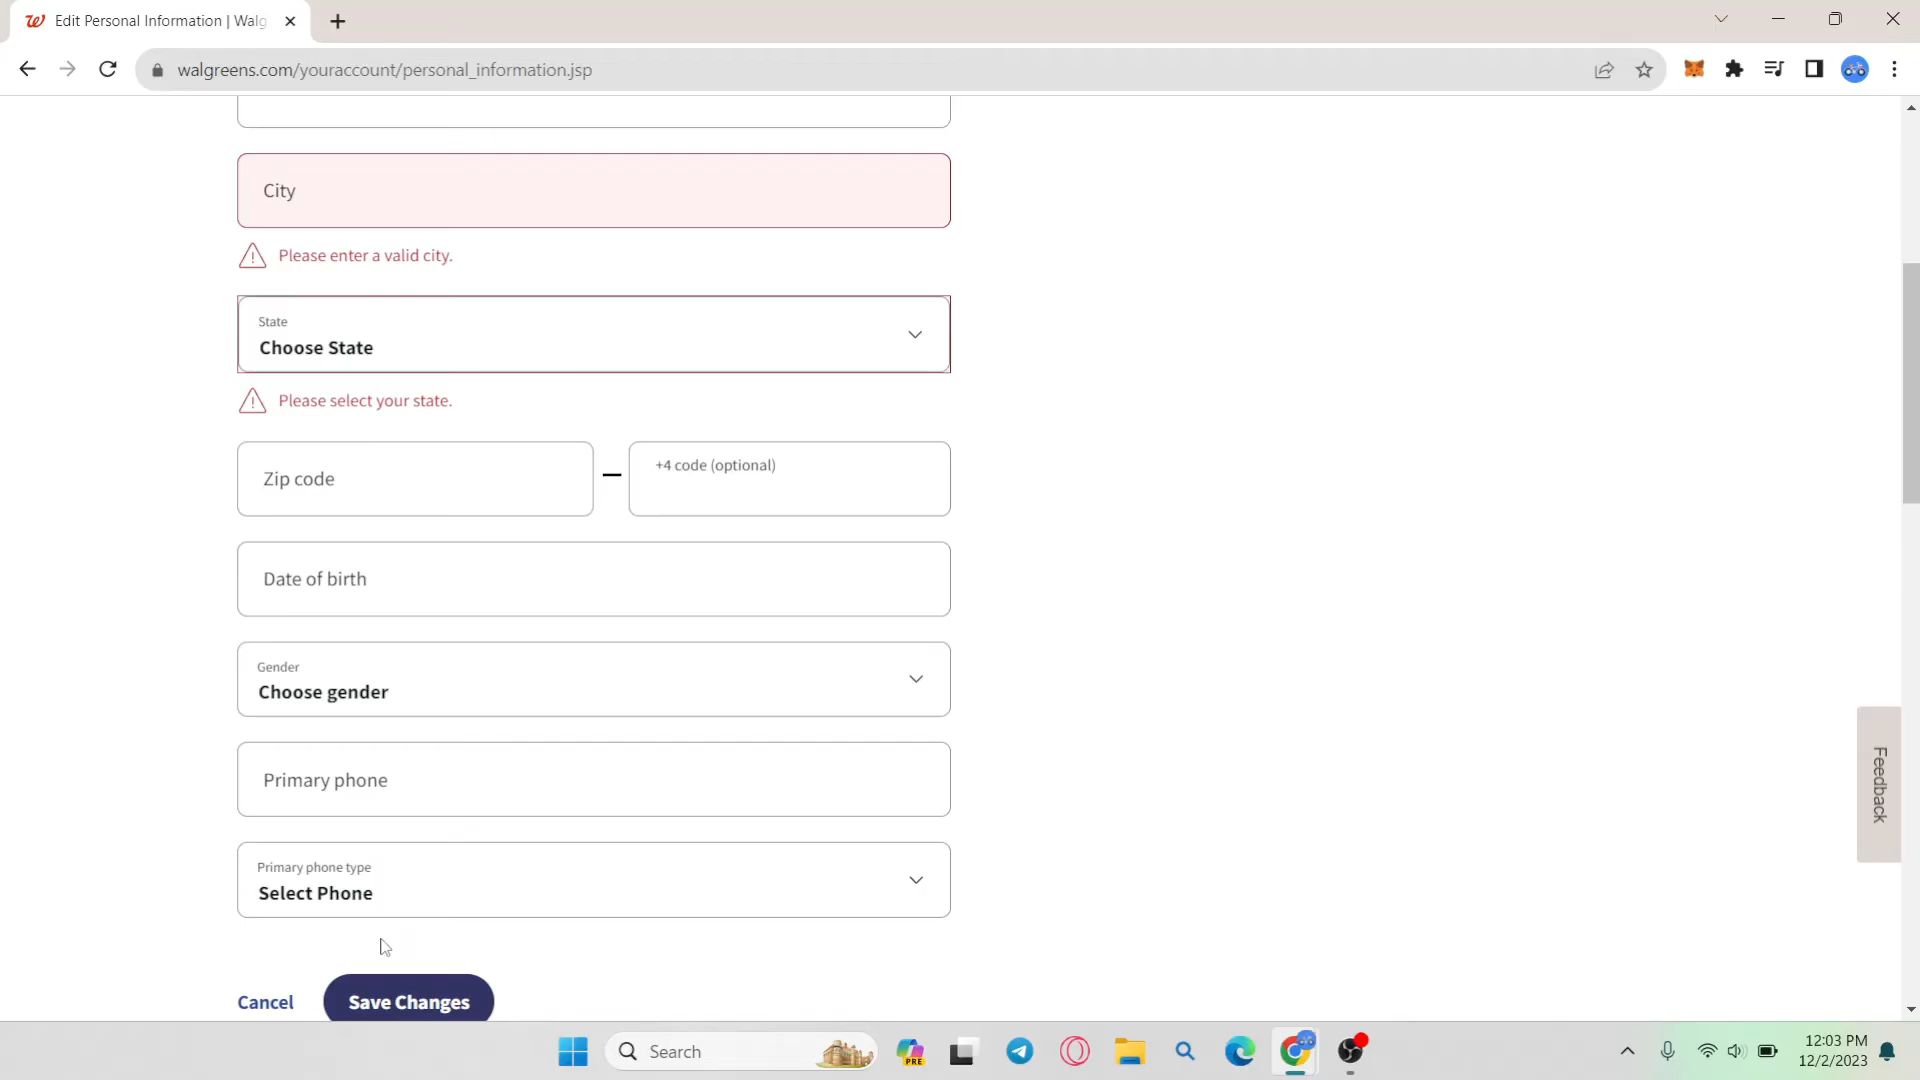 Edit Personal Information | Walg
walgreens.com/youraccount/personal_information.jsp
City
Please enter a valid city.
State
Choose State
Please select your state.
Zip code
+4 code (optional)
Date of birth
Gender
Choose gender
Primary phone
Primary phone type
Select Phone
Cancel
Save Changes
Feedback
Search
PRE
12:03 PM
12/2/2023